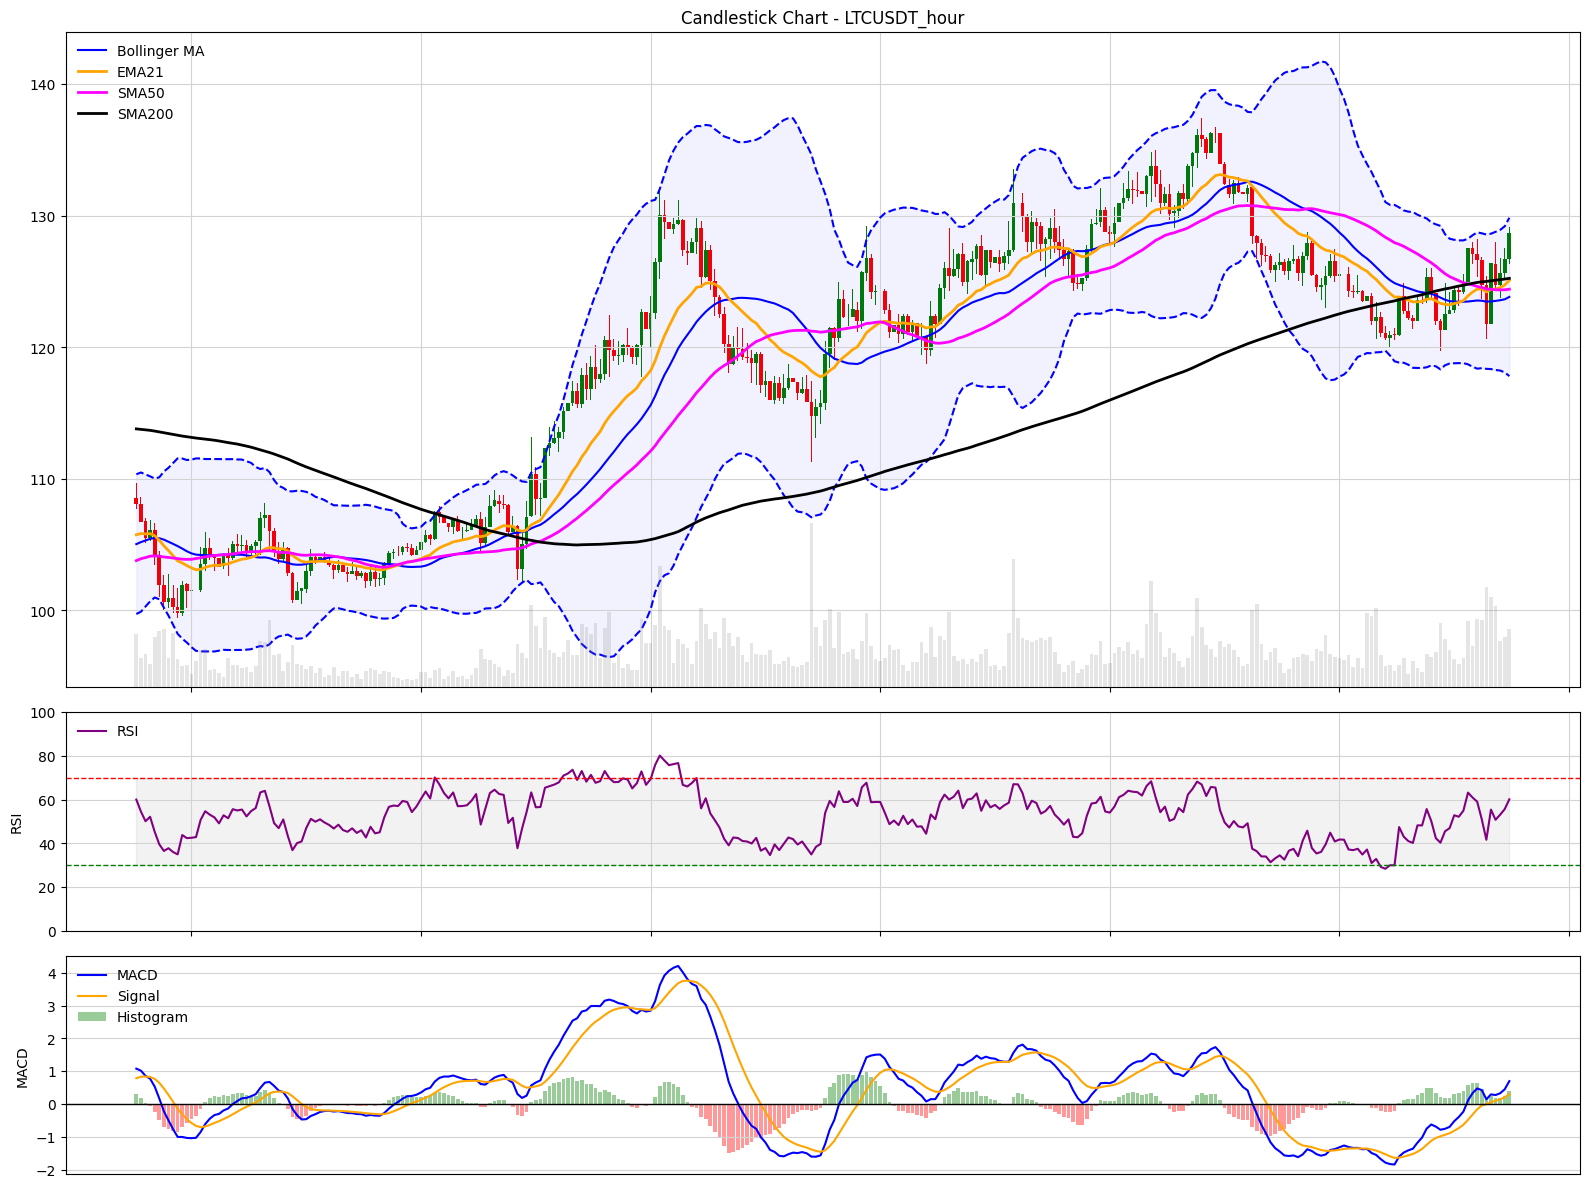 Candlestick Chart - LTCUSDT_hour
Bollinger MA
EMA21
SMA50
SMA200
140
130
120
110
100
RSI
100
80
60
40
20
0
RSI
MACD
Signal
Histogram
4
3
2
1
0
−1
−2
MACD